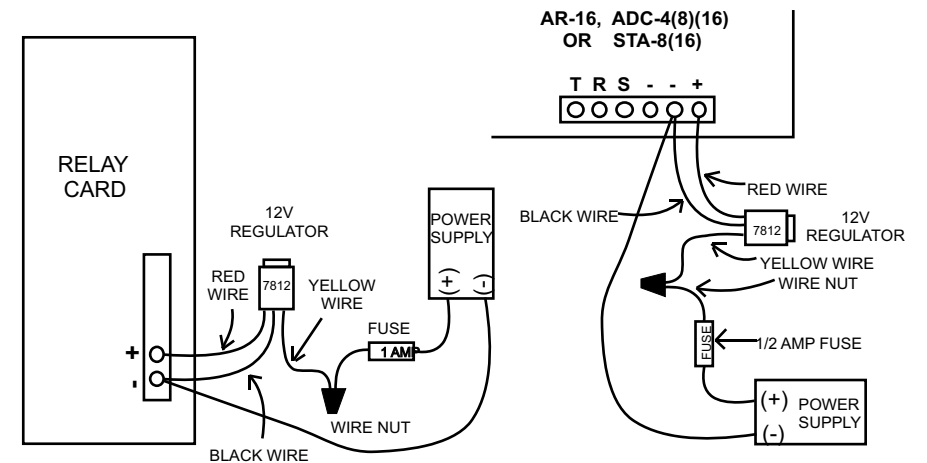 AR-16, ADC-4(8)(16)
OR STA-8(16)
T R S - - +
RELAY
CARD
12V
REGULATOR
7812
RED
WIRE
YELLOW
WIRE
+
-
BLACK WIRE
WIRE NUT
FUSE
1 AM
POWER
SUPPLY
(+) (-)
RED WIRE
BLACK WIRE
7812
12V
REGULATOR
YELLOW WIRE
WIRE NUT
FUSE
1/2 AMP FUSE
(+) POWER
SUPPLY
(-)